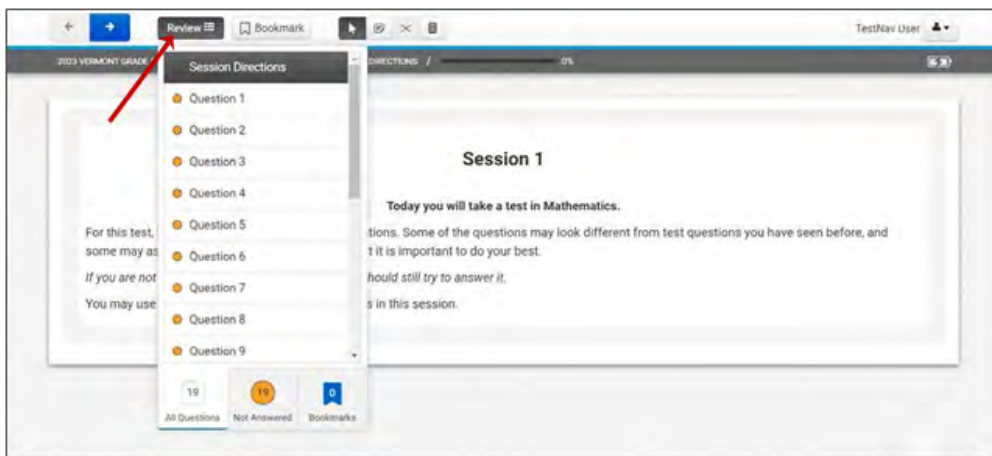 Review Bookmark TestNav User
2023 VERMONT GRADE DIRECTIONS / 0%
Session Directions
Question 1
Question 2
Question 3
Question 4
Question 5
Question 6
Question 7
Question 8
Question 9
19 19 0
All Questions Not Answered Bookmarks
Session 1
Today you will take a test in Mathematics.
For this test, tions. Some of the questions may look different from test questions you have seen before, and
some may as t it is important to do your best.
If you are not hould still try to answer it.
You may use s in this session.